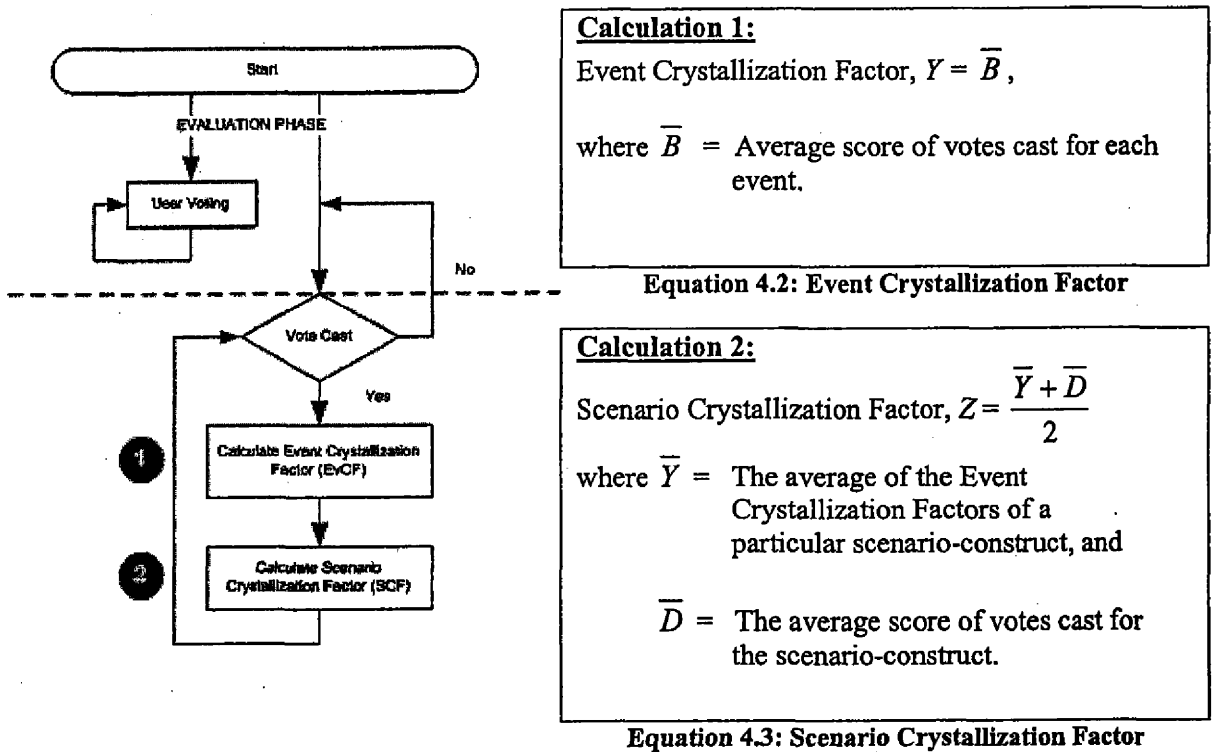 Start
EVALUATION PHASE
User Voting
No
Vote Cast
Yes
1
Calculate Event Crystallization
Factor (EvCF)
2
Calculate Scenario
Crystallization Factor (SCF)
Calculation 1:
Event Crystallization Factor, Y = B̅ ,
where B̅ = Average score of votes cast for each
event.
Equation 4.2: Event Crystallization Factor
Calculation 2:
Scenario Crystallization Factor, Z = (Y̅ + D̅) / 2
where Y̅ = The average of the Event
Crystallization Factors of a
particular scenario-construct, and
D̅ = The average score of votes cast for
the scenario-construct.
Equation 4.3: Scenario Crystallization Factor